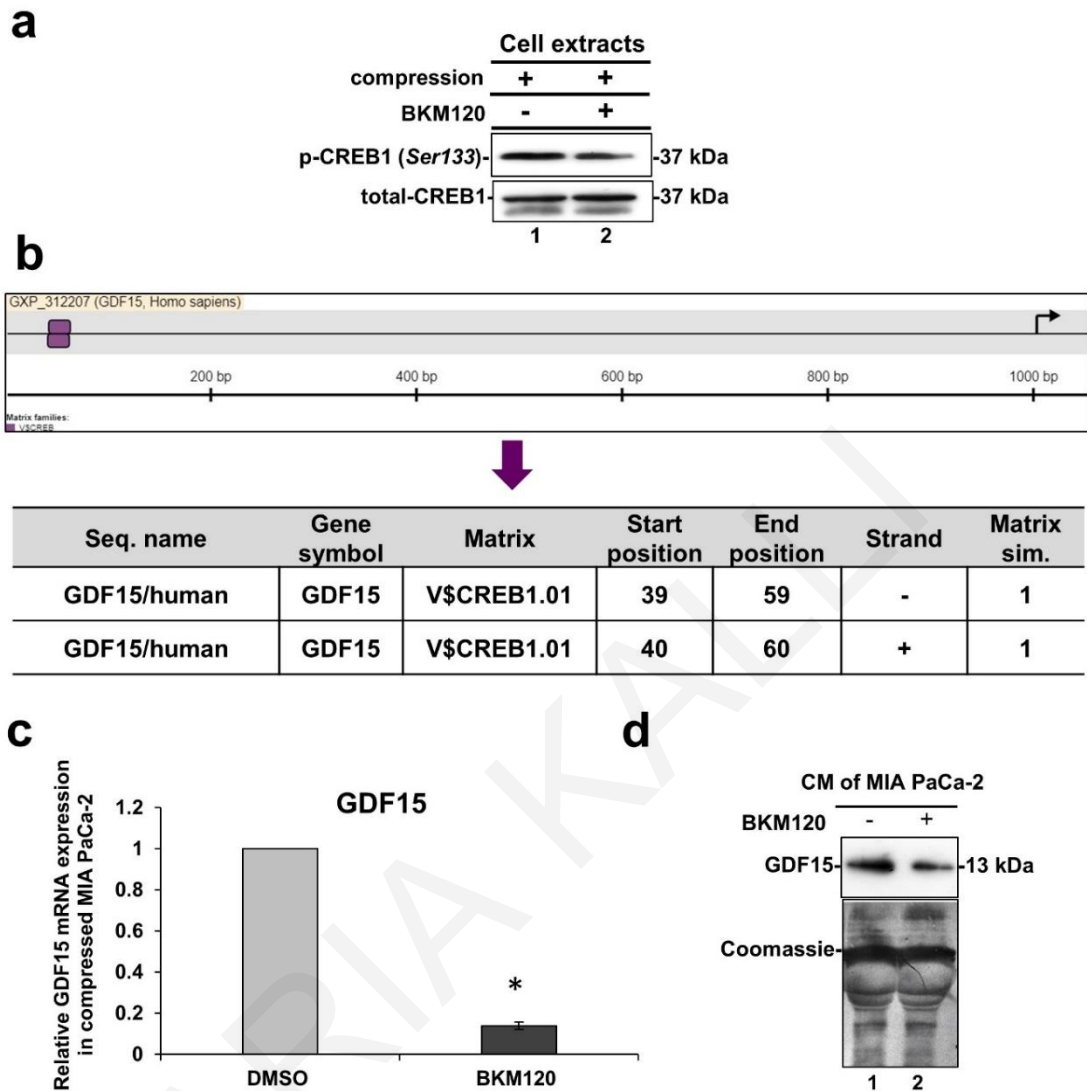 a
Cell extracts
compression + +
BKM120 - +
p-CREB1 (Ser133)- -37 kDa
total-CREB1- -37 kDa
1 2
b
GXP_312207 (GDF15, Homo sapiens)
200 bp 400 bp 600 bp 800 bp 1000 bp
Matrix families:
V$CREB
Seq. name Gene symbol Matrix Start position End position Strand Matrix sim.
GDF15/human GDF15 V$CREB1.01 39 59 - 1
GDF15/human GDF15 V$CREB1.01 40 60 + 1
c
Relative GDF15 mRNA expression
in compressed MIA PaCa-2
GDF15
1.2
1
0.8
0.6
0.4
0.2
0
*
DMSO BKM120
d
CM of MIA PaCa-2
BKM120 - +
GDF15- -13 kDa
Coomassie-
1 2